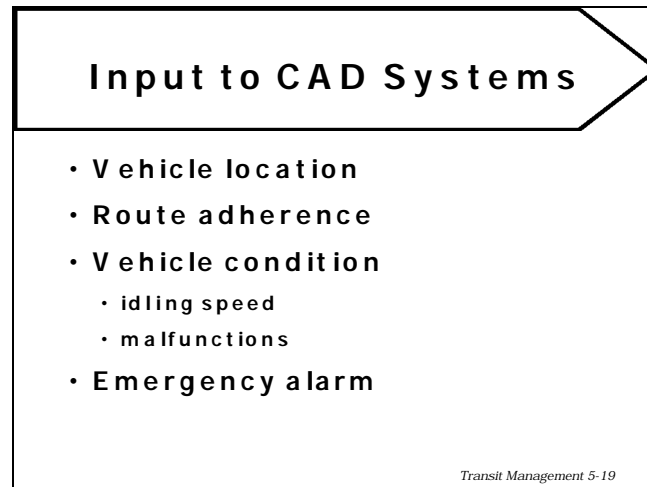 Input to CAD Systems
• Vehicle location
• Route adherence
• Vehicle condition
• idling speed
• malfunctions
• Emergency alarm
Transit Management 5-19